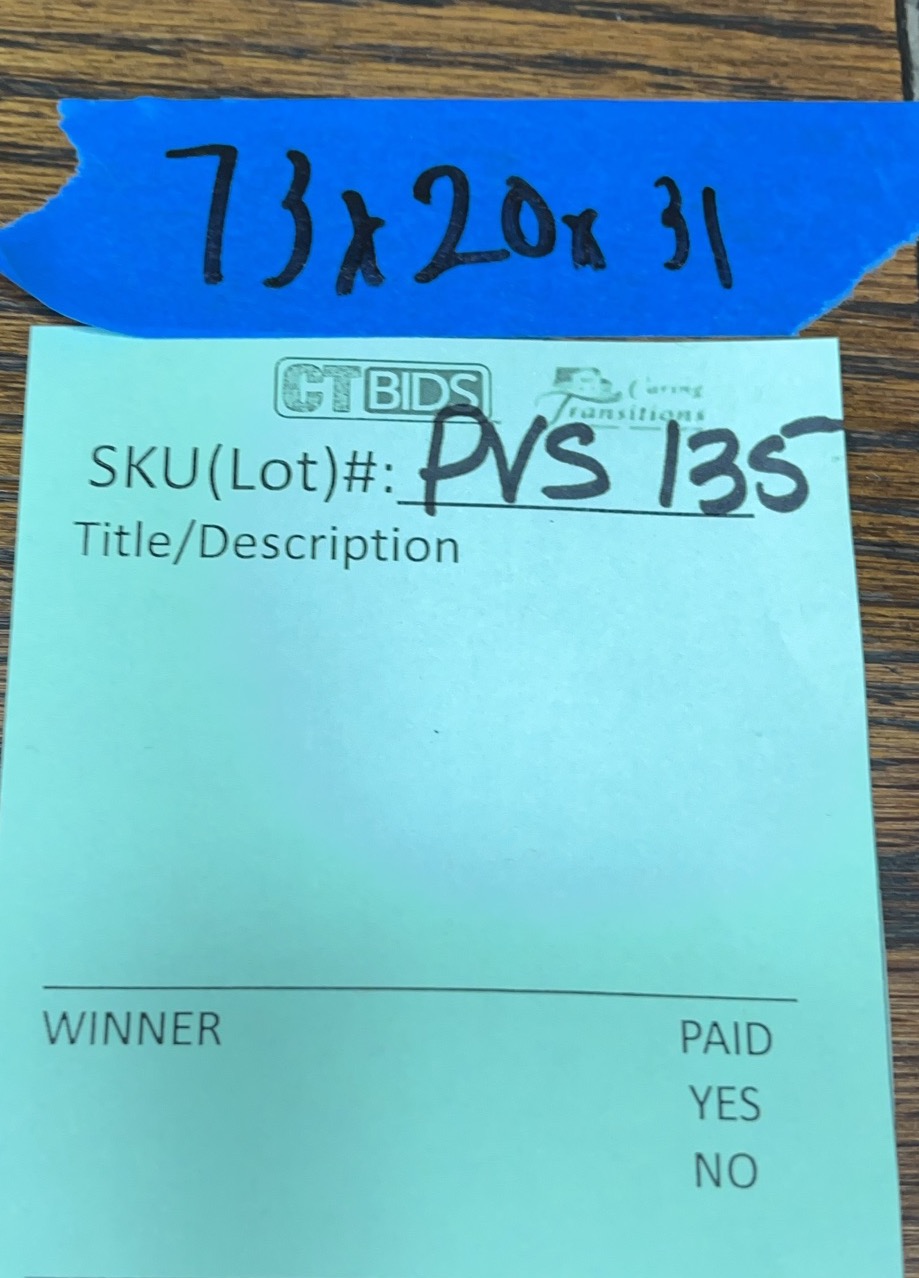 73x20x31
CTBIDS Caring Transitions
SKU(Lot)#: PVS 135
Title/Description
WINNER PAID
YES
NO